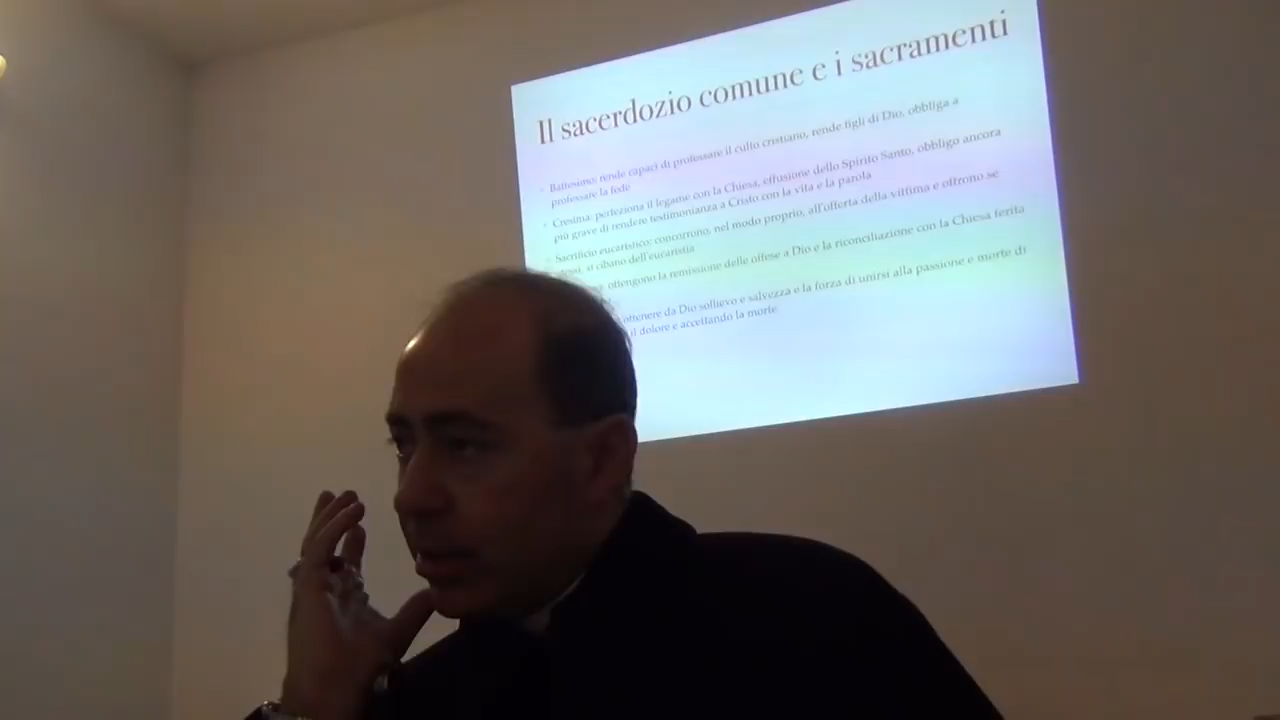 Il sacerdozio comune e i sacramenti
Battesimo: rende capaci di professare il culto cristiano, rende figli di Dio, obbliga a
professare la fede
Cresima: perfeziona il legame con la Chiesa, effusione dello Spirito Santo, obbligo ancora
più grave di rendere testimonianza a Cristo con la vita e la parola
Sacrificio eucaristico: concorrono, nel modo proprio, all'offerta della vittima e offrono se
stessi, si cibano dell'eucaristia
ottengono la remissione delle offese a Dio e la riconciliazione con la Chiesa ferita
ottenere da Dio sollievo e salvezza e la forza di unirsi alla passione e morte di
il dolore e accettando la morte